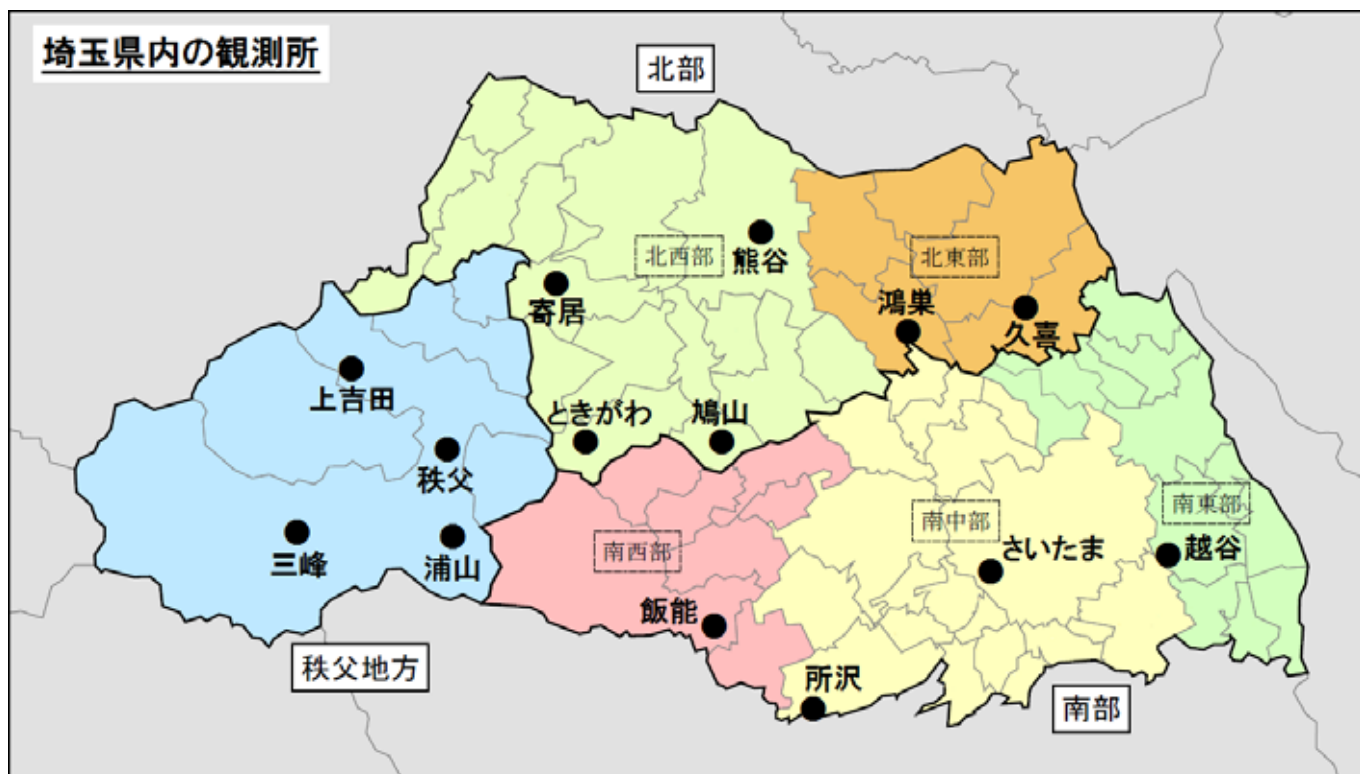 埼玉県内の観測所
北部
北西部
熊谷
北東部
寄居
鴻巣
久喜
上吉田
ときがわ
鳩山
秩父
南東部
南中部
三峰
浦山
南西部
さいたま
越谷
飯能
秩父地方
所沢
南部